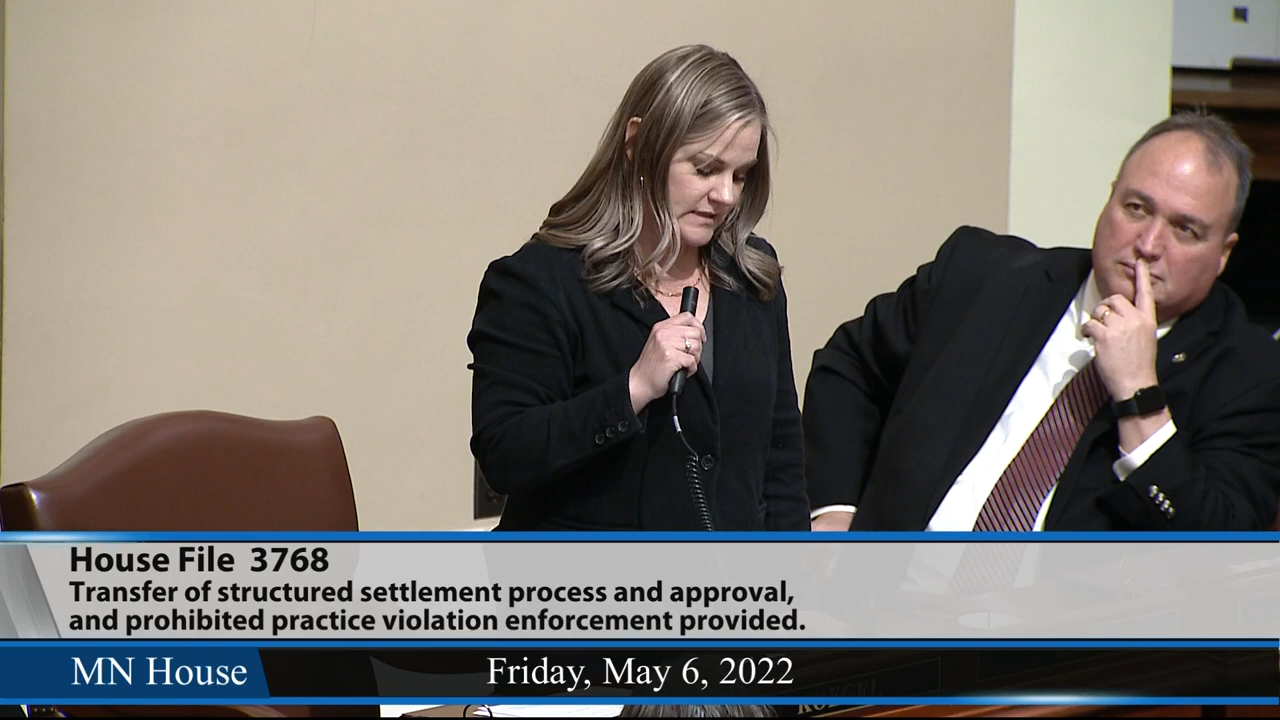 House File 3768
Transfer of structured settlement process and approval,
and prohibited practice violation enforcement provided.
MN House
Friday, May 6, 2022
KOEGEL